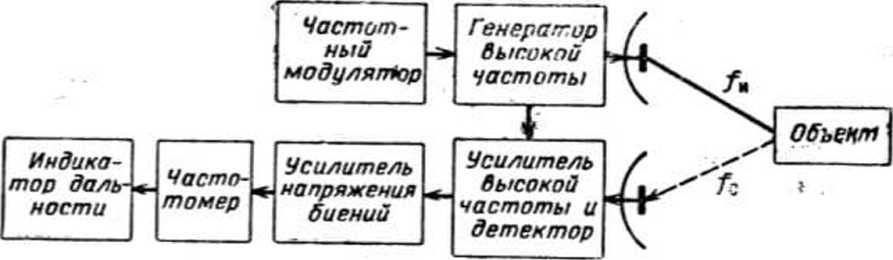 Частот-
ный
модулятор
Генератор
высокой
частоты
fи
Объект
Индика-
тор даль-
ности
Часто-
томер
Усилитель
напряжения
биений
Усилитель
высокой
частоты и
детектор
fс